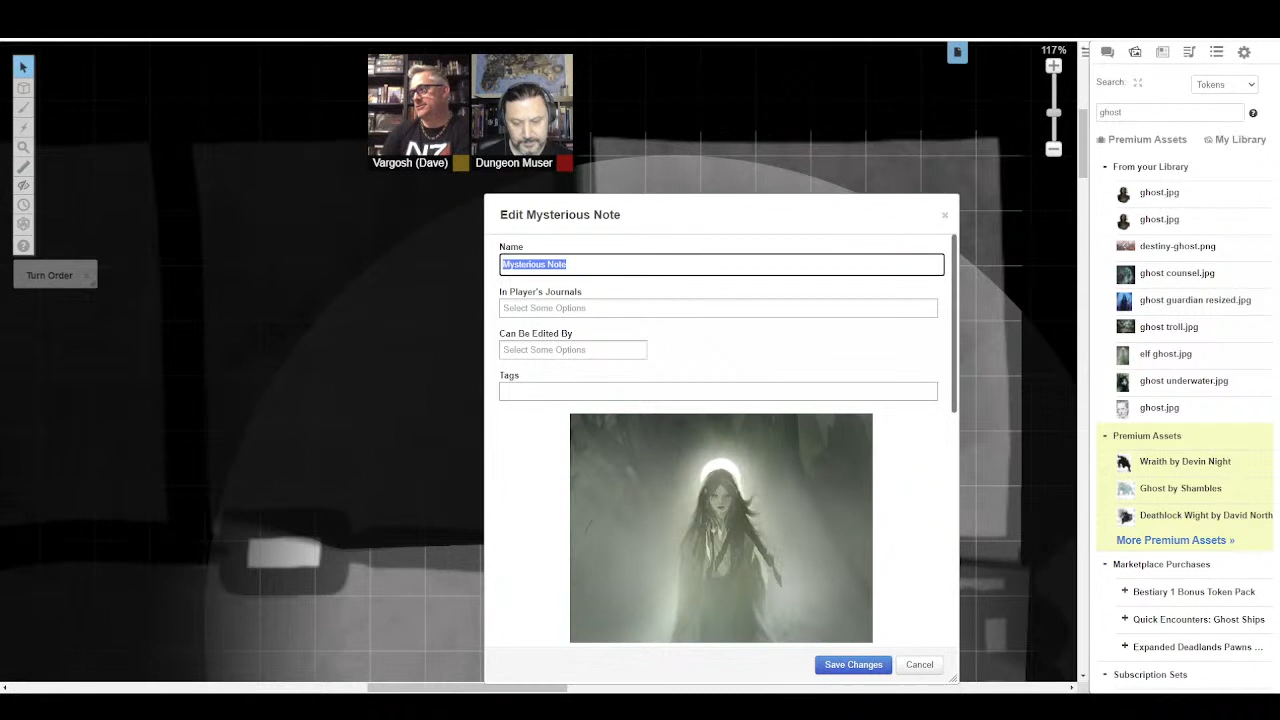 117%
Search:
Tokens
ghost
Premium Assets
My Library
From your Library
ghost.jpg
ghost.jpg
destiny-ghost.png
ghost counsel.jpg
ghost guardian resized.jpg
ghost troll.jpg
elf ghost.jpg
ghost underwater.jpg
ghost.jpg
Premium Assets
Wraith by Devin Night
Ghost by Shambles
Deathlock Wight by David North
More Premium Assets »
Marketplace Purchases
Bestiary 1 Bonus Token Pack
Quick Encounters: Ghost Ships
Expanded Deadlands Pawns ...
Subscription Sets
Vargosh (Dave)
Dungeon Muser
Turn Order
Edit Mysterious Note
Name
Mysterious Note
In Player's Journals
Select Some Options
Can Be Edited By
Select Some Options
Tags
Save Changes
Cancel